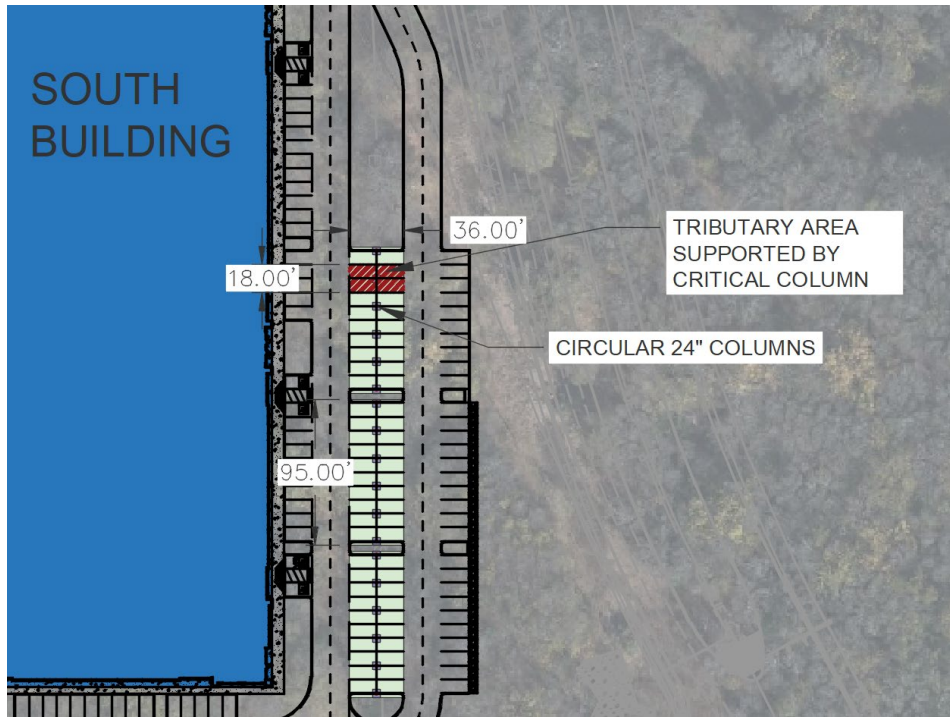 SOUTH
BUILDING
36.00'
TRIBUTARY AREA
SUPPORTED BY
CRITICAL COLUMN
18.00'
CIRCULAR 24" COLUMNS
95.00'